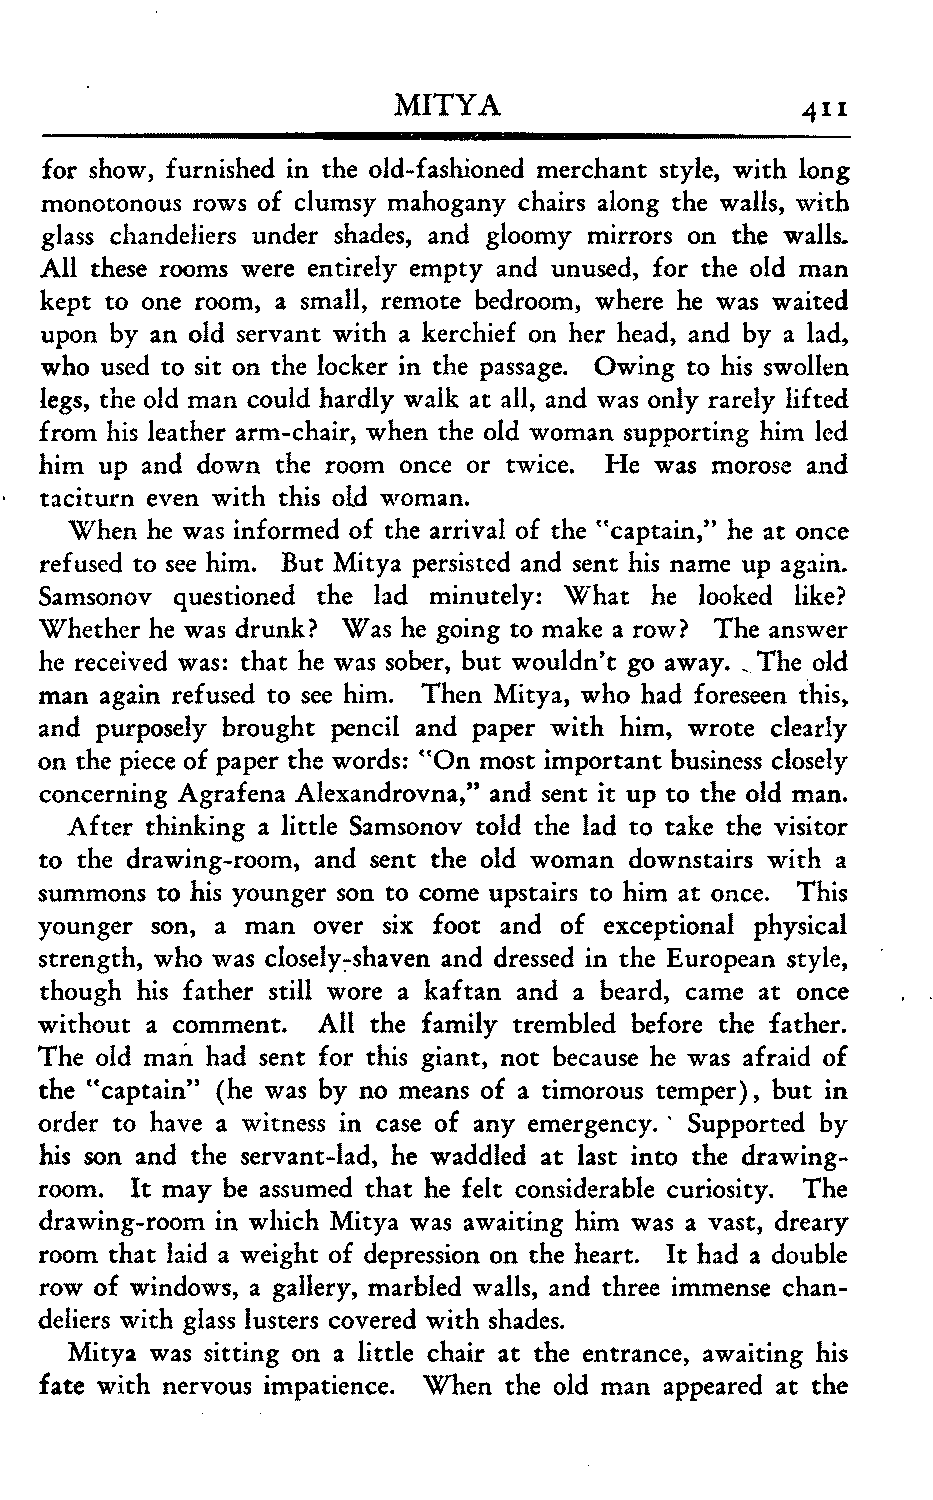 MITYA 411
for show, furnished in the old-fashioned merchant style, with long
monotonous rows of clumsy mahogany chairs along the walls, with
glass chandeliers under shades, and gloomy mirrors on the walls.
All these rooms were entirely empty and unused, for the old man
kept to one room, a small, remote bedroom, where he was waited
upon by an old servant with a kerchief on her head, and by a lad,
who used to sit on the locker in the passage. Owing to his swollen
legs, the old man could hardly walk at all, and was only rarely lifted
from his leather arm-chair, when the old woman supporting him led
him up and down the room once or twice. He was morose and
taciturn even with this old woman.
When he was informed of the arrival of the "captain," he at once
refused to see him. But Mitya persisted and sent his name up again.
Samsonov questioned the lad minutely: What he looked like?
Whether he was drunk? Was he going to make a row? The answer
he received was: that he was sober, but wouldn't go away. The old
man again refused to see him. Then Mitya, who had foreseen this,
and purposely brought pencil and paper with him, wrote clearly
on the piece of paper the words: "On most important business closely
concerning Agrafena Alexandrovna," and sent it up to the old man.
After thinking a little Samsonov told the lad to take the visitor
to the drawing-room, and sent the old woman downstairs with a
summons to his younger son to come upstairs to him at once. This
younger son, a man over six foot and of exceptional physical
strength, who was closely-shaven and dressed in the European style,
though his father still wore a kaftan and a beard, came at once
without a comment. All the family trembled before the father.
The old man had sent for this giant, not because he was afraid of
the "captain" (he was by no means of a timorous temper), but in
order to have a witness in case of any emergency. Supported by
his son and the servant-lad, he waddled at last into the drawing-
room. It may be assumed that he felt considerable curiosity. The
drawing-room in which Mitya was awaiting him was a vast, dreary
room that laid a weight of depression on the heart. It had a double
row of windows, a gallery, marbled walls, and three immense chan-
deliers with glass lusters covered with shades.
Mitya was sitting on a little chair at the entrance, awaiting his
fate with nervous impatience. When the old man appeared at the